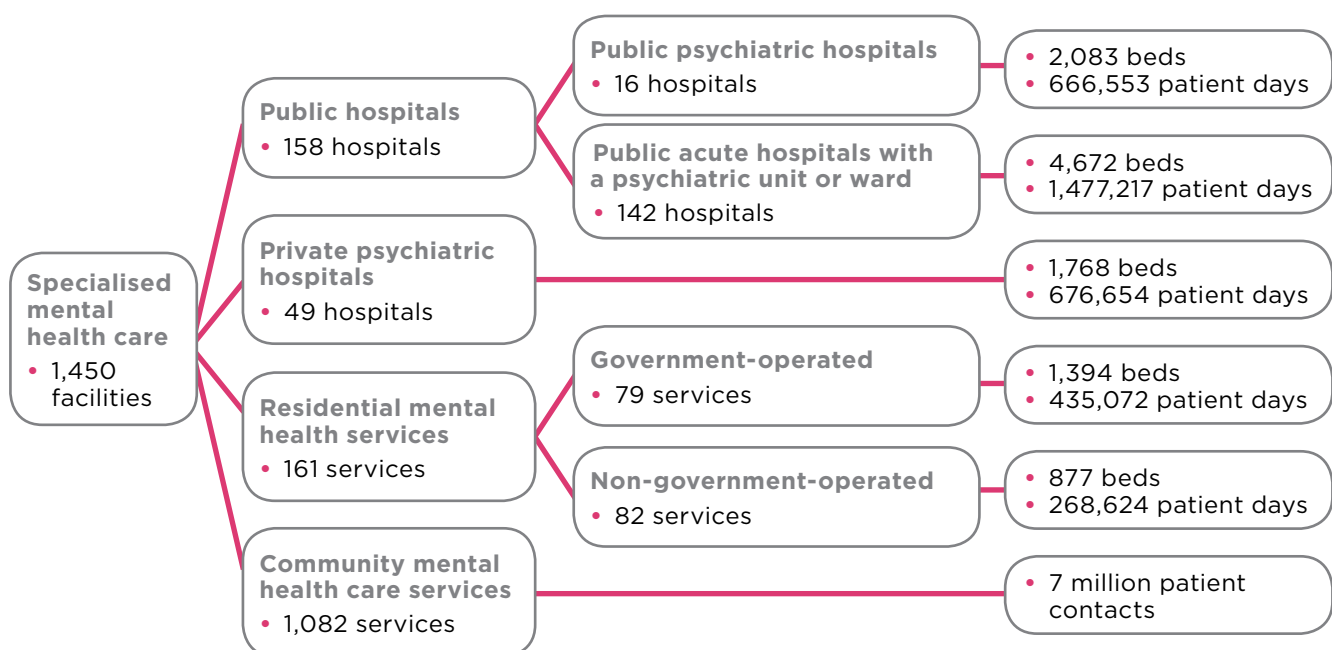 Specialised
mental
health care
• 1,450
facilities
Public hospitals
• 158 hospitals
Public psychiatric hospitals
• 16 hospitals
• 2,083 beds
• 666,553 patient days
Public acute hospitals with
a psychiatric unit or ward
• 142 hospitals
• 4,672 beds
• 1,477,217 patient days
Private psychiatric
hospitals
• 49 hospitals
• 1,768 beds
• 676,654 patient days
Residential mental
health services
• 161 services
Government-operated
• 79 services
• 1,394 beds
• 435,072 patient days
Non-government-operated
• 82 services
• 877 beds
• 268,624 patient days
Community mental
health care services
• 1,082 services
• 7 million patient
contacts